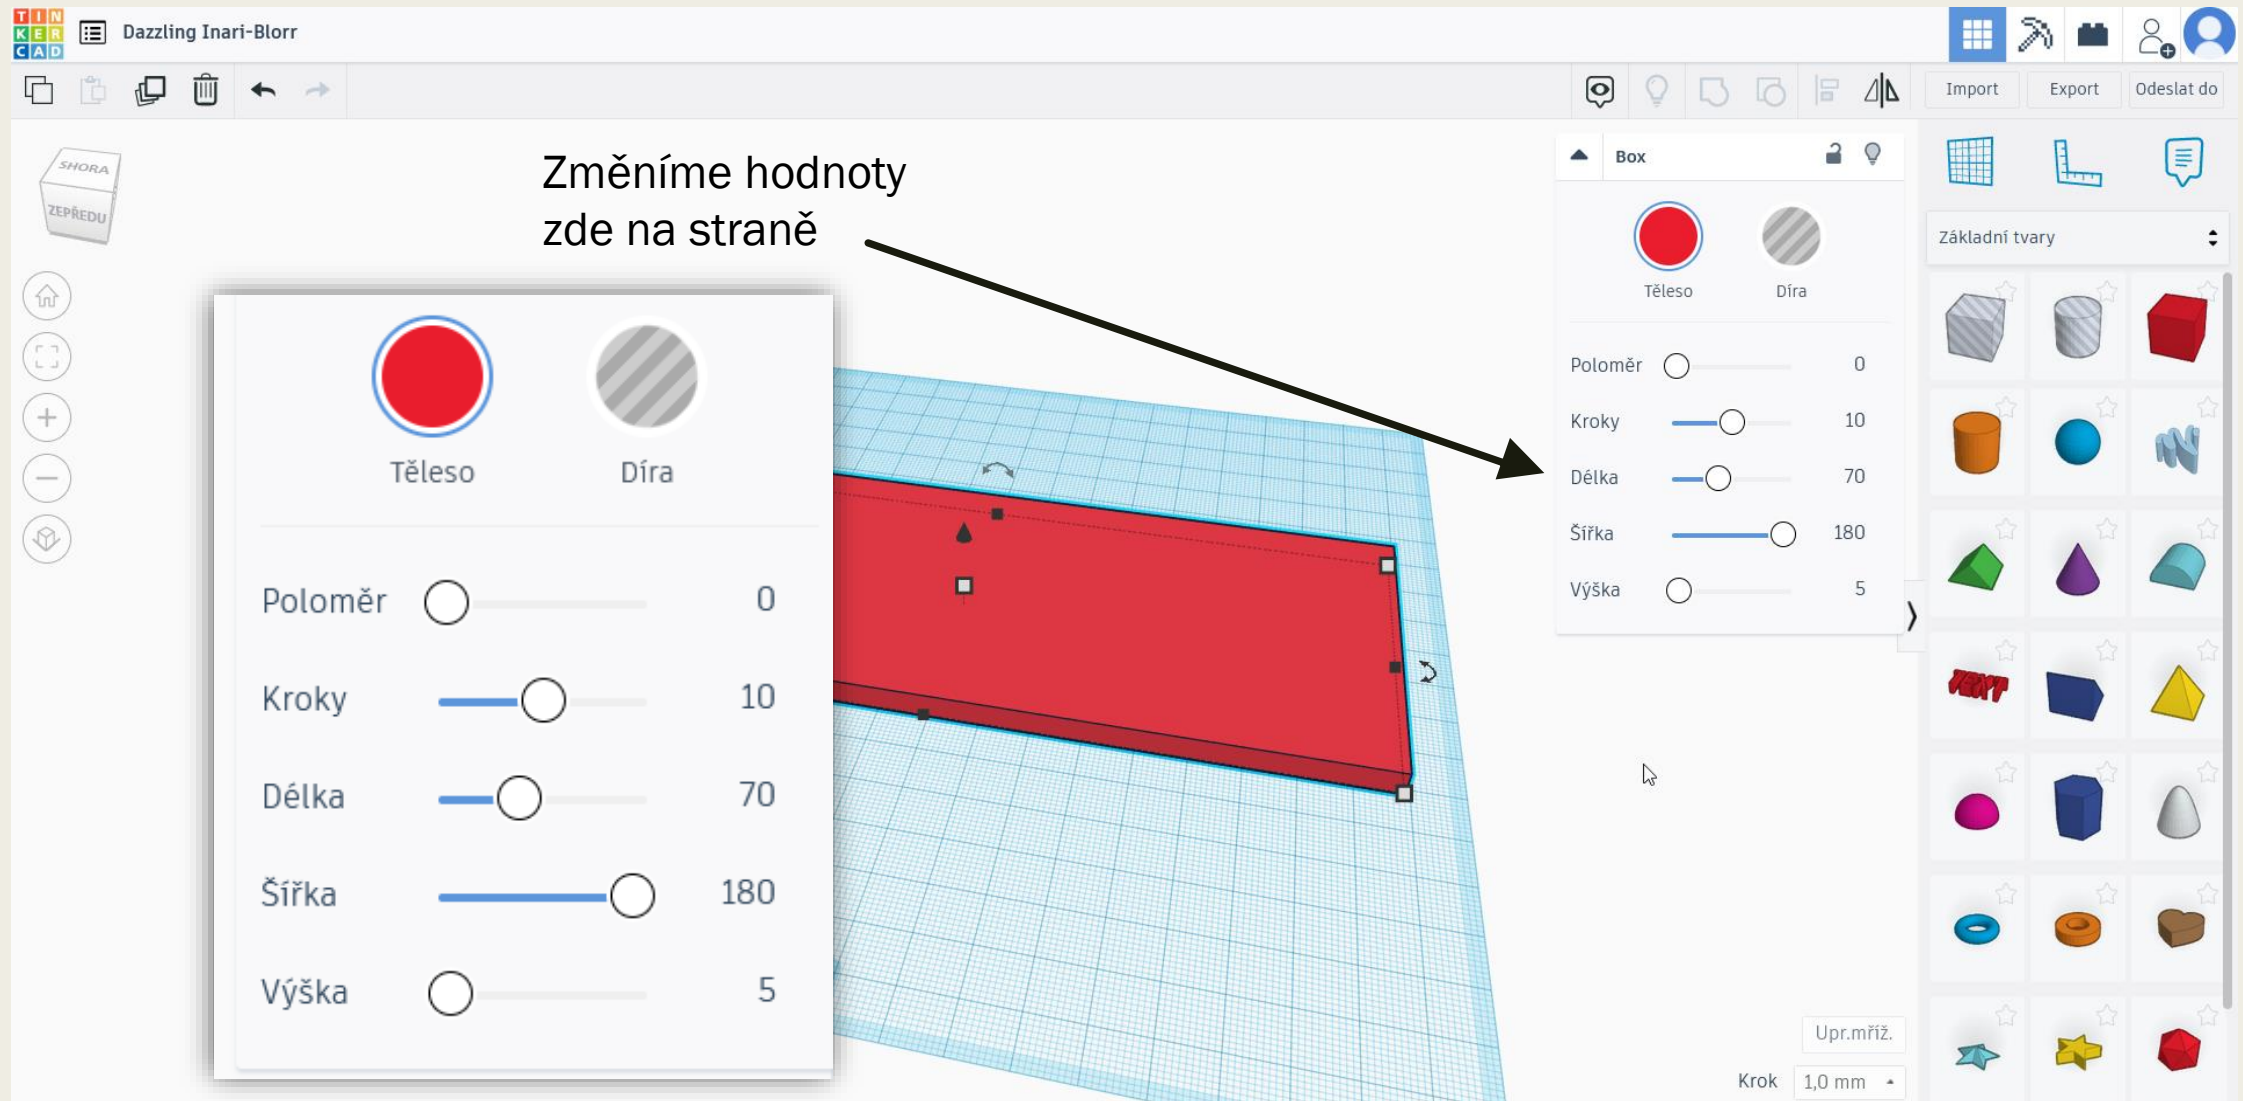 TIN
KER
CAD
Dazzling Inari-Blorr
Import
Export
Odeslat do
SHORA
ZEPŘEDU
Změníme hodnoty
zde na straně
Box
Těleso
Díra
Poloměr 0
Kroky 10
Délka 70
Šířka 180
Výška 5
Těleso
Díra
Poloměr 0
Kroky 10
Délka 70
Šířka 180
Výška 5
Základní tvary
TEXT
Upr.mříž.
Krok 1,0 mm